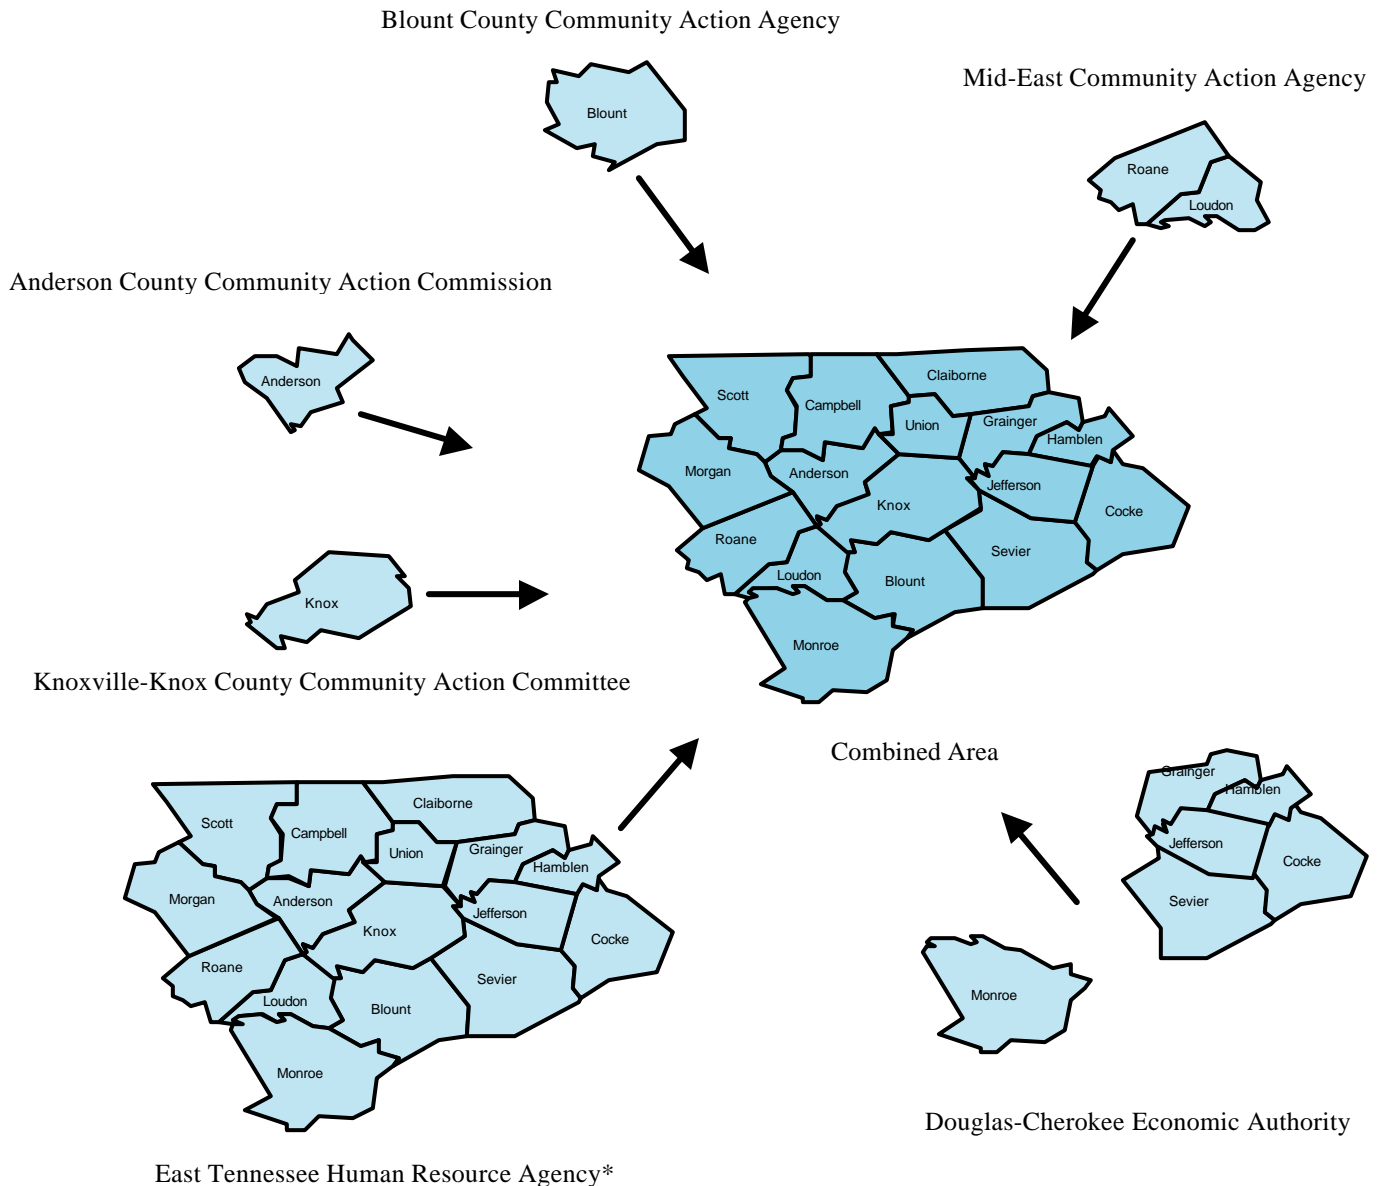 Blount County Community Action Agency
Blount
Mid-East Community Action Agency
Roane
Loudon
Anderson County Community Action Commission
Anderson
Knox
Knoxville-Knox County Community Action Committee
Claiborne
Scott
Campbell
Union
Grainger
Hamblen
Morgan
Anderson
Jefferson
Knox
Cocke
Roane
Sevier
Loudon
Blount
Monroe
Combined Area
Claiborne
Scott
Campbell
Union
Grainger
Hamblen
Morgan
Anderson
Jefferson
Knox
Cocke
Roane
Sevier
Loudon
Blount
Monroe
East Tennessee Human Resource Agency*
Grainger
Hamblen
Jefferson
Cocke
Sevier
Monroe
Douglas-Cherokee Economic Authority